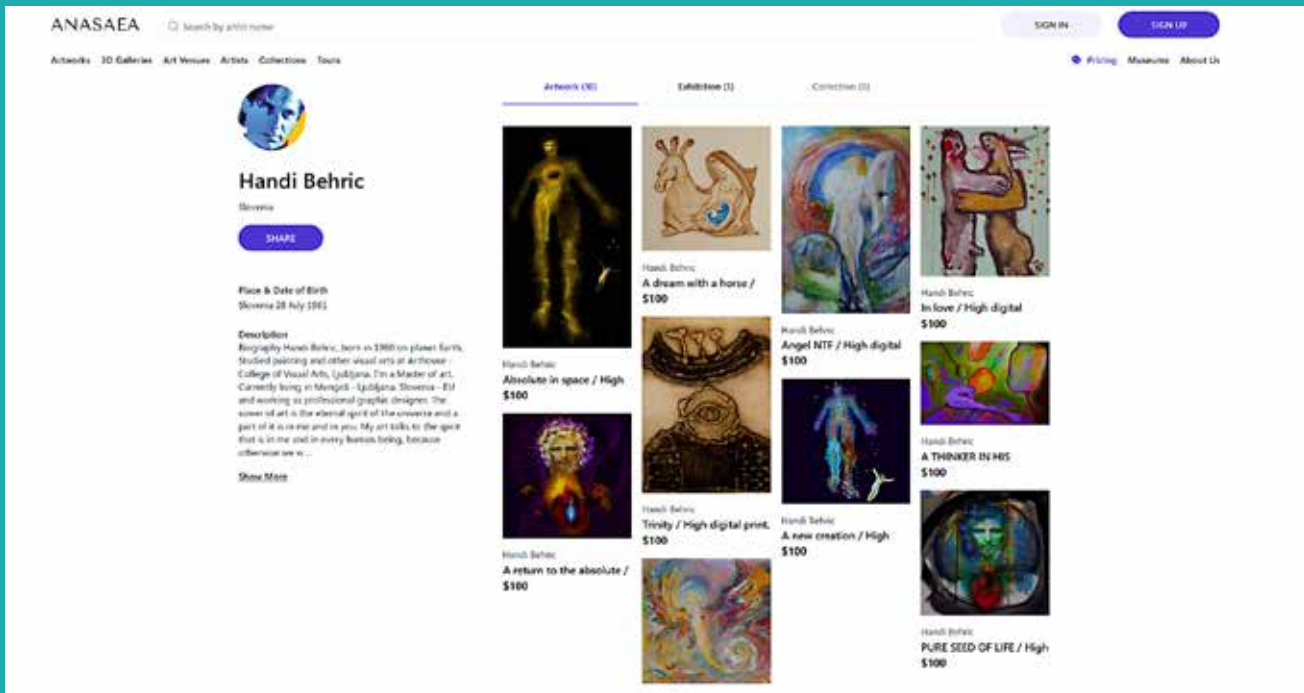 ANASAEA
Search by artist name
SIGN IN
SIGN UP
Artworks 3D Galleries Art Venues Artists Collections Tours
Pricing Museums About Us
Artwork (10)
Exhibition (1)
Collection (0)
Handi Behric
Slovenia
SHARE
Place & Date of Birth
Slovenia 28 July 1961
Description
Biography Handi Behric, born in 1960 on planet Earth.
Studied painting and other visual arts at Arthouse -
College of Visual Arts, Ljubljana. I'm a Master of art.
Currently living in Mengeš - Ljubljana. Slovenia - EU
and working as professional graphic designer. The
power of art is the eternal spirit of the universe and a
part of it is in me and in you. My art talks to the spirit
that is in me and in every human being, because
otherwise we w...
Show More
Handi Behric
Absolute in space / High
$100
Handi Behric
A return to the absolute /
$100
Handi Behric
A dream with a horse /
$100
Handi Behric
Trinity / High digital print.
$100
Handi Behric
Angel NTF / High digital
$100
Handi Behric
A new creation / High
$100
Handi Behric
In love / High digital
$100
Handi Behric
A THINKER IN HIS
$100
Handi Behric
PURE SEED OF LIFE / High
$100